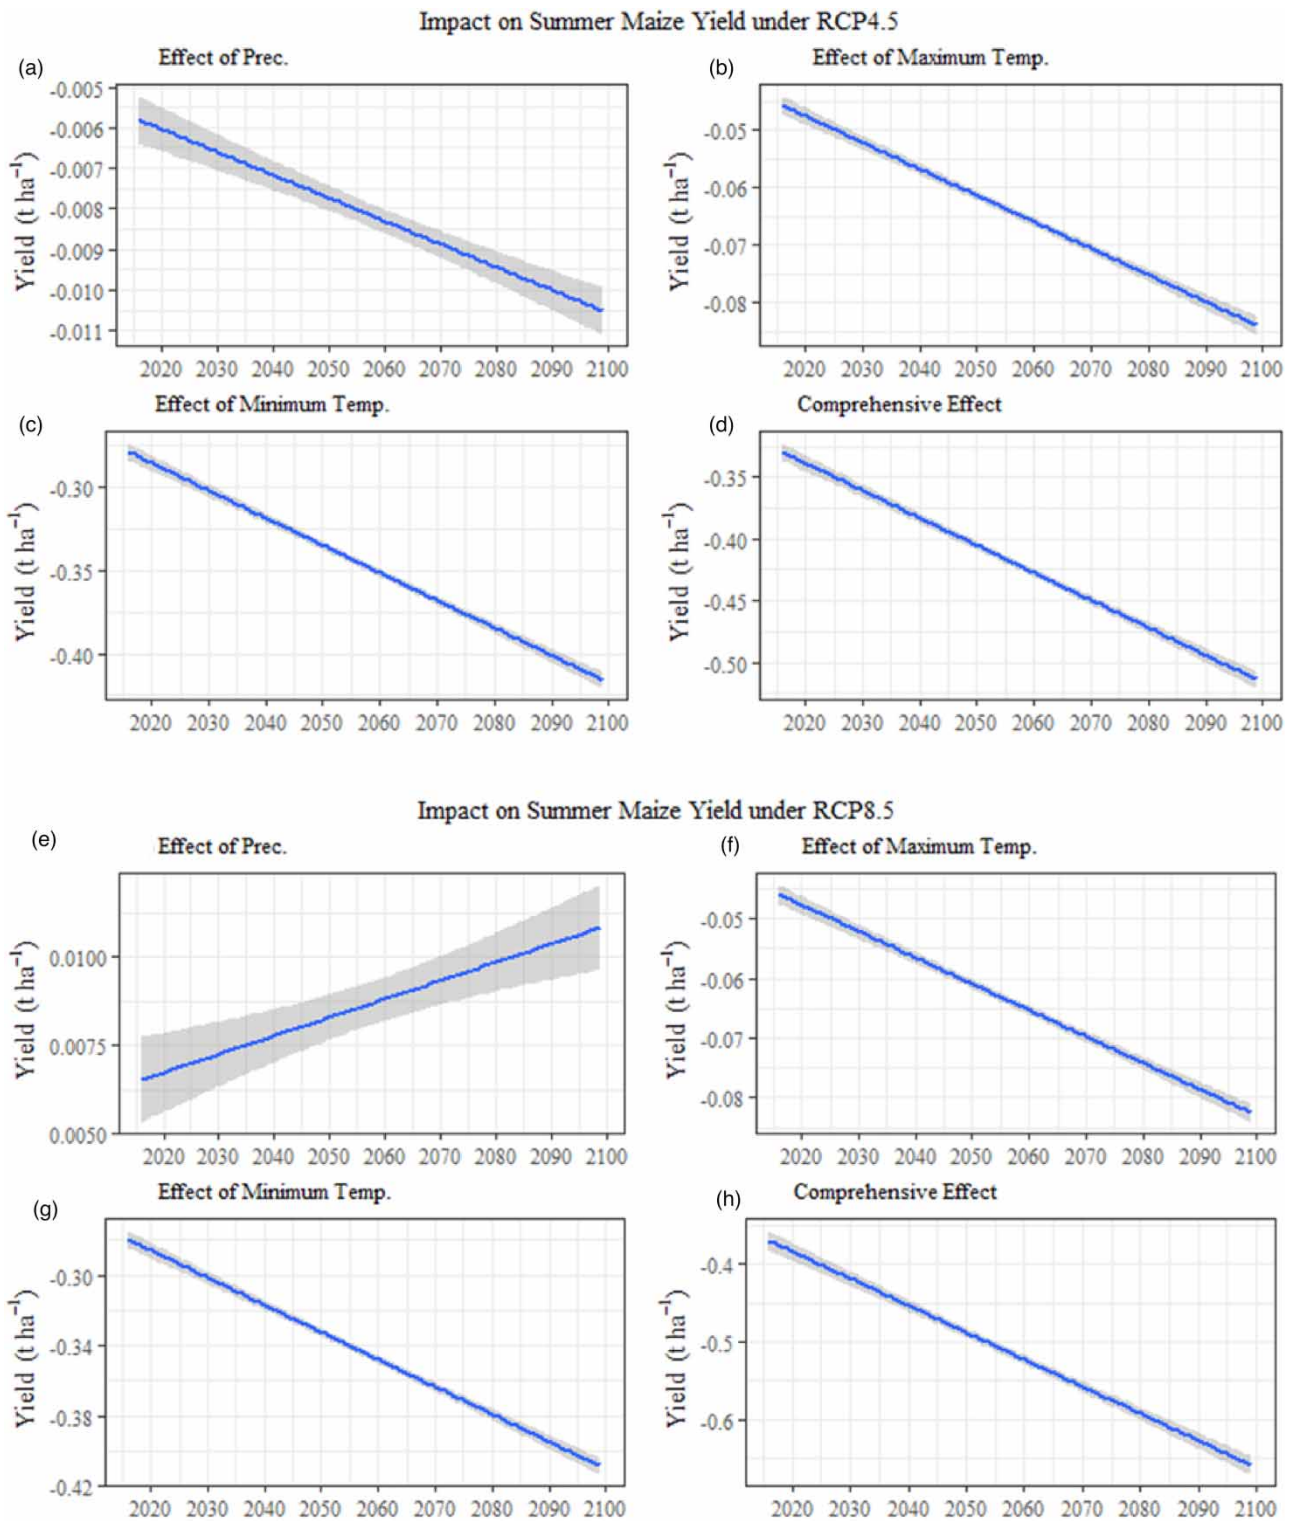 Impact on Summer Maize Yield under RCP4.5
(a) Effect of Prec.
Yield (t ha⁻¹)
-0.005
-0.006
-0.007
-0.008
-0.009
-0.010
-0.011
2020 2030 2040 2050 2060 2070 2080 2090 2100
(b) Effect of Maximum Temp.
Yield (t ha⁻¹)
-0.05
-0.06
-0.07
-0.08
2020 2030 2040 2050 2060 2070 2080 2090 2100
(c) Effect of Minimum Temp.
Yield (t ha⁻¹)
-0.30
-0.35
-0.40
2020 2030 2040 2050 2060 2070 2080 2090 2100
(d) Comprehensive Effect
Yield (t ha⁻¹)
-0.35
-0.40
-0.45
-0.50
2020 2030 2040 2050 2060 2070 2080 2090 2100
Impact on Summer Maize Yield under RCP8.5
(e) Effect of Prec.
Yield (t ha⁻¹)
0.0100
0.0075
0.0050
2020 2030 2040 2050 2060 2070 2080 2090 2100
(f) Effect of Maximum Temp.
Yield (t ha⁻¹)
-0.05
-0.06
-0.07
-0.08
2020 2030 2040 2050 2060 2070 2080 2090 2100
(g) Effect of Minimum Temp.
Yield (t ha⁻¹)
-0.30
-0.34
-0.38
-0.42
2020 2030 2040 2050 2060 2070 2080 2090 2100
(h) Comprehensive Effect
Yield (t ha⁻¹)
-0.4
-0.5
-0.6
2020 2030 2040 2050 2060 2070 2080 2090 2100